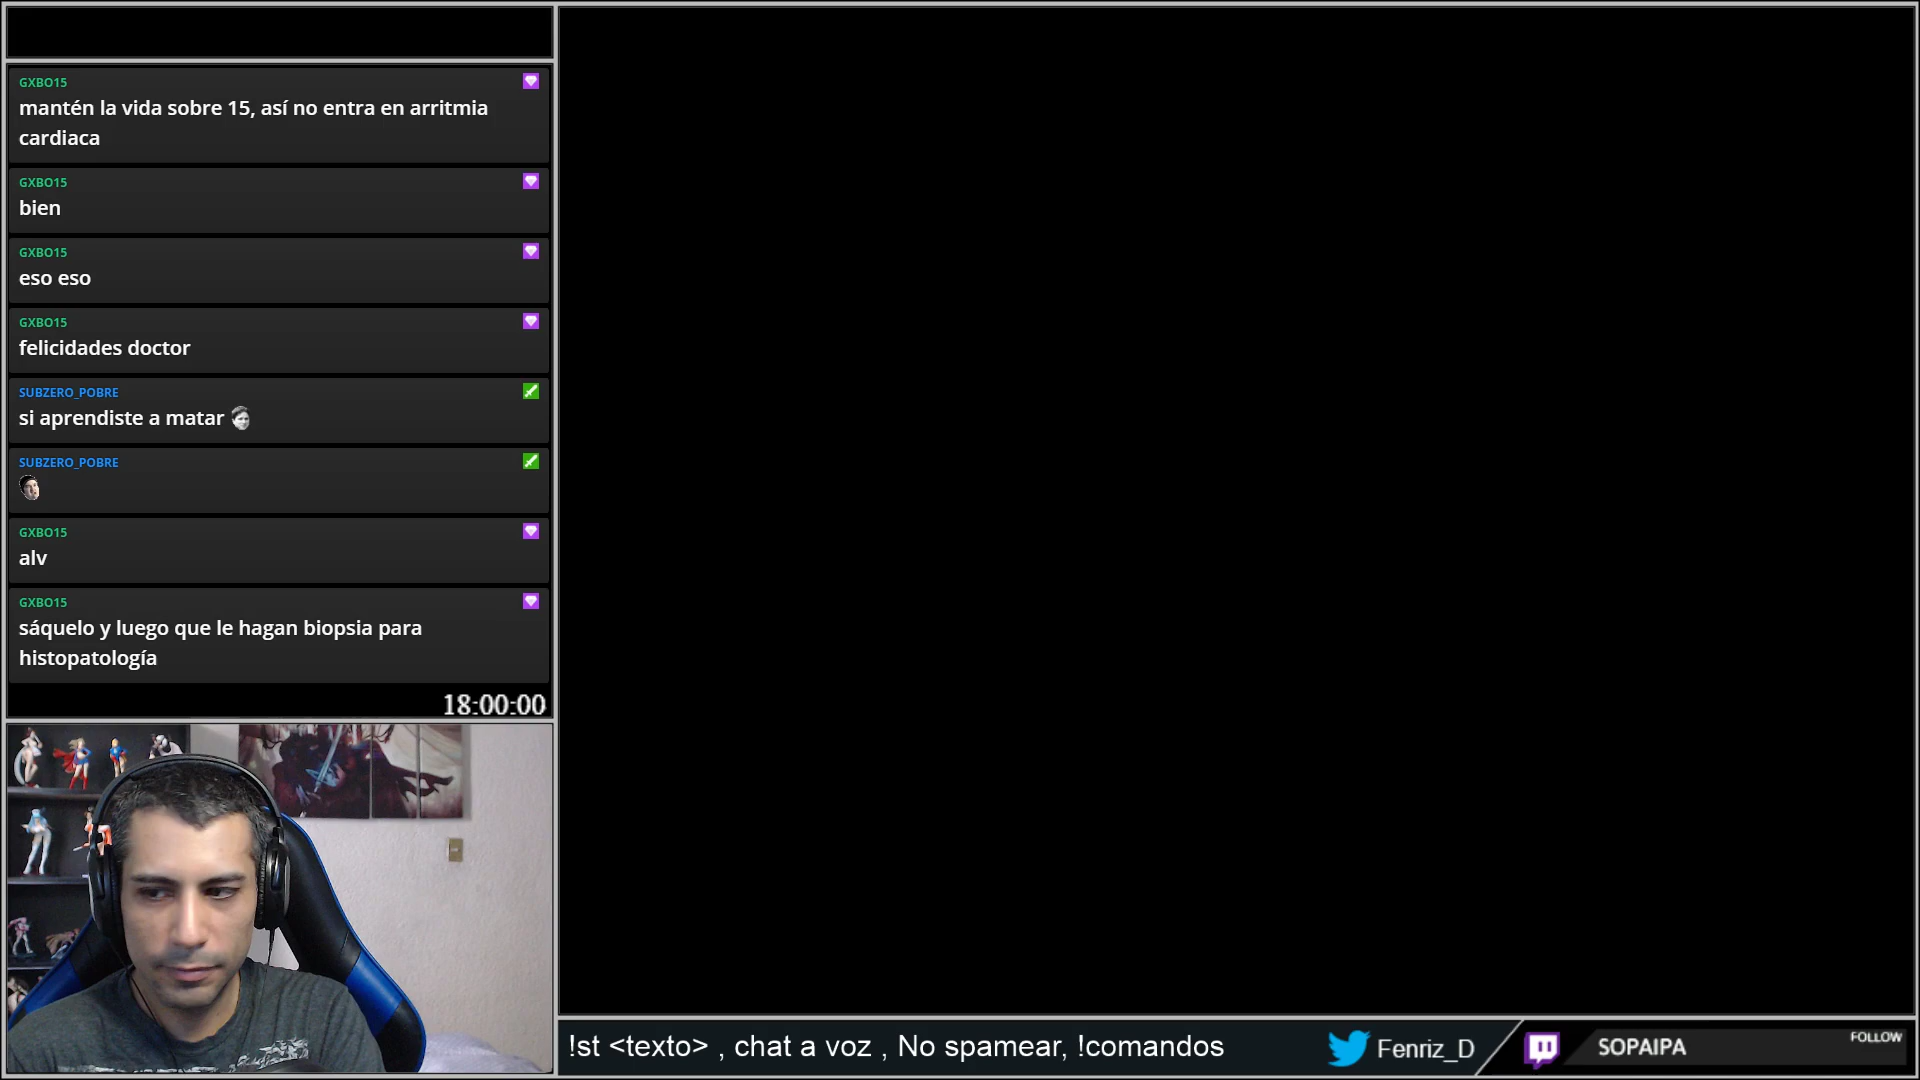 GXBO15
mantén la vida sobre 15, así no entra en arritmia
cardiaca
GXBO15
bien
GXBO15
eso eso
GXBO15
felicidades doctor
SUBZERO_POBRE
si aprendiste a matar
SUBZERO_POBRE
GXBO15
alv
GXBO15
sáquelo y luego que le hagan biopsia para
histopatología
18:00:00
!st <texto> , chat a voz , No spamear, !comandos
Fenriz_D
SOPAIPA
FOLLOW